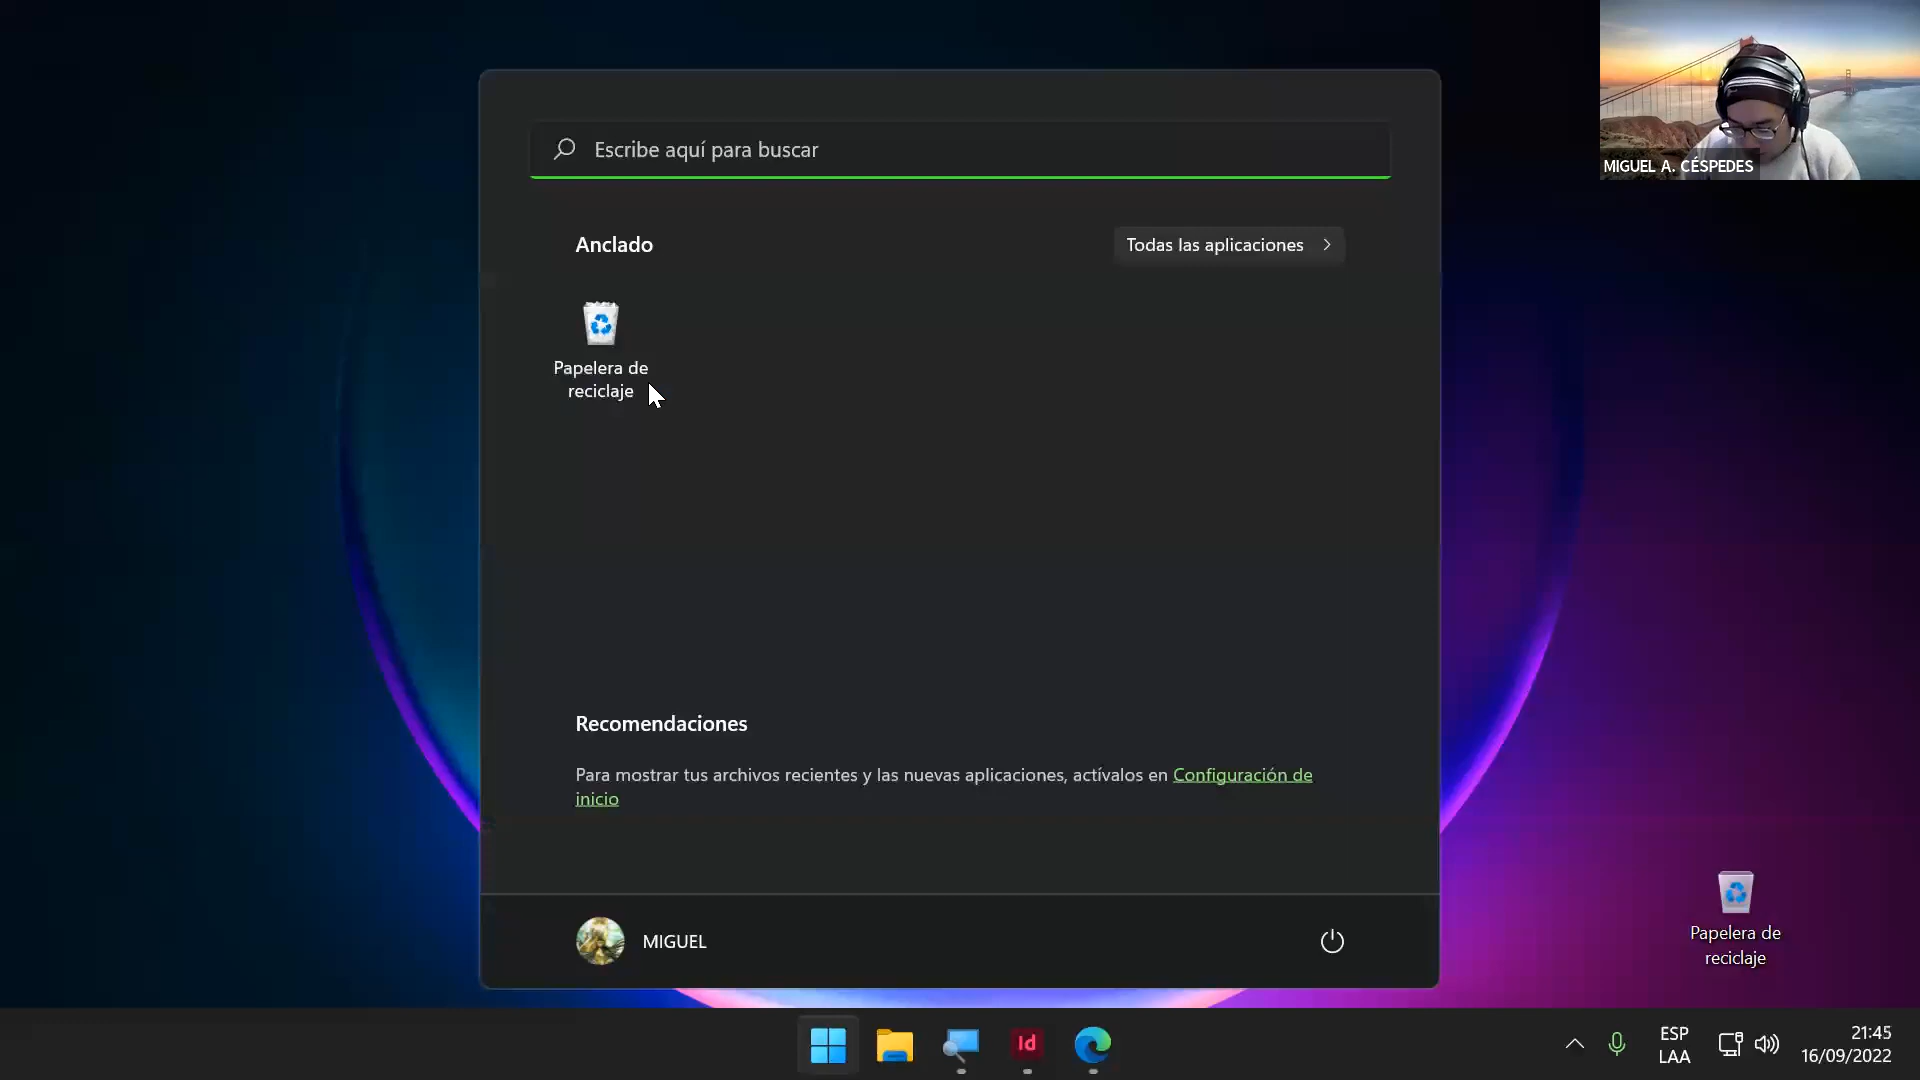 Escribe aquí para buscar
MIGUEL A. CÉSPEDES
Anclado
Todas las aplicaciones
Papelera de
reciclaje
Recomendaciones
Para mostrar tus archivos recientes y las nuevas aplicaciones, actívalos en Configuración de
inicio
MIGUEL
Papelera de
reciclaje
Id
ESP
LAA
21:45
16/09/2022